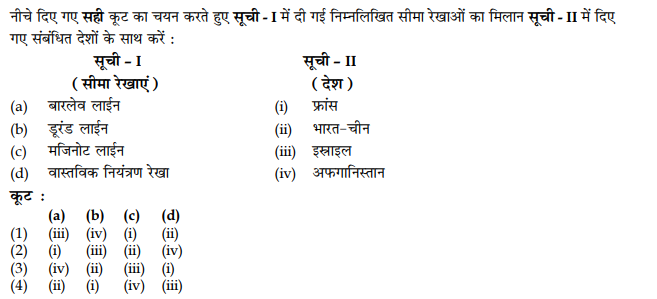 नीचे दिए गए सही कूट का चयन करते हुए सूची - I में दी गई निम्नलिखित सीमा रेखाओं का मिलान सूची - II में दिए
गए संबंधित देशों के साथ करें :
सूची - I सूची - II
( सीमा रेखाएं ) ( देश )
(a) बारलेव लाईन (i) फ्रांस
(b) डूरंड लाईन (ii) भारत-चीन
(c) मजिनोट लाईन (iii) इस्राइल
(d) वास्तविक नियंत्रण रेखा (iv) अफगानिस्तान
कूट :
(a) (b) (c) (d)
(1) (iii) (iv) (i) (ii)
(2) (i) (iii) (ii) (iv)
(3) (iv) (ii) (iii) (i)
(4) (ii) (i) (iv) (iii)